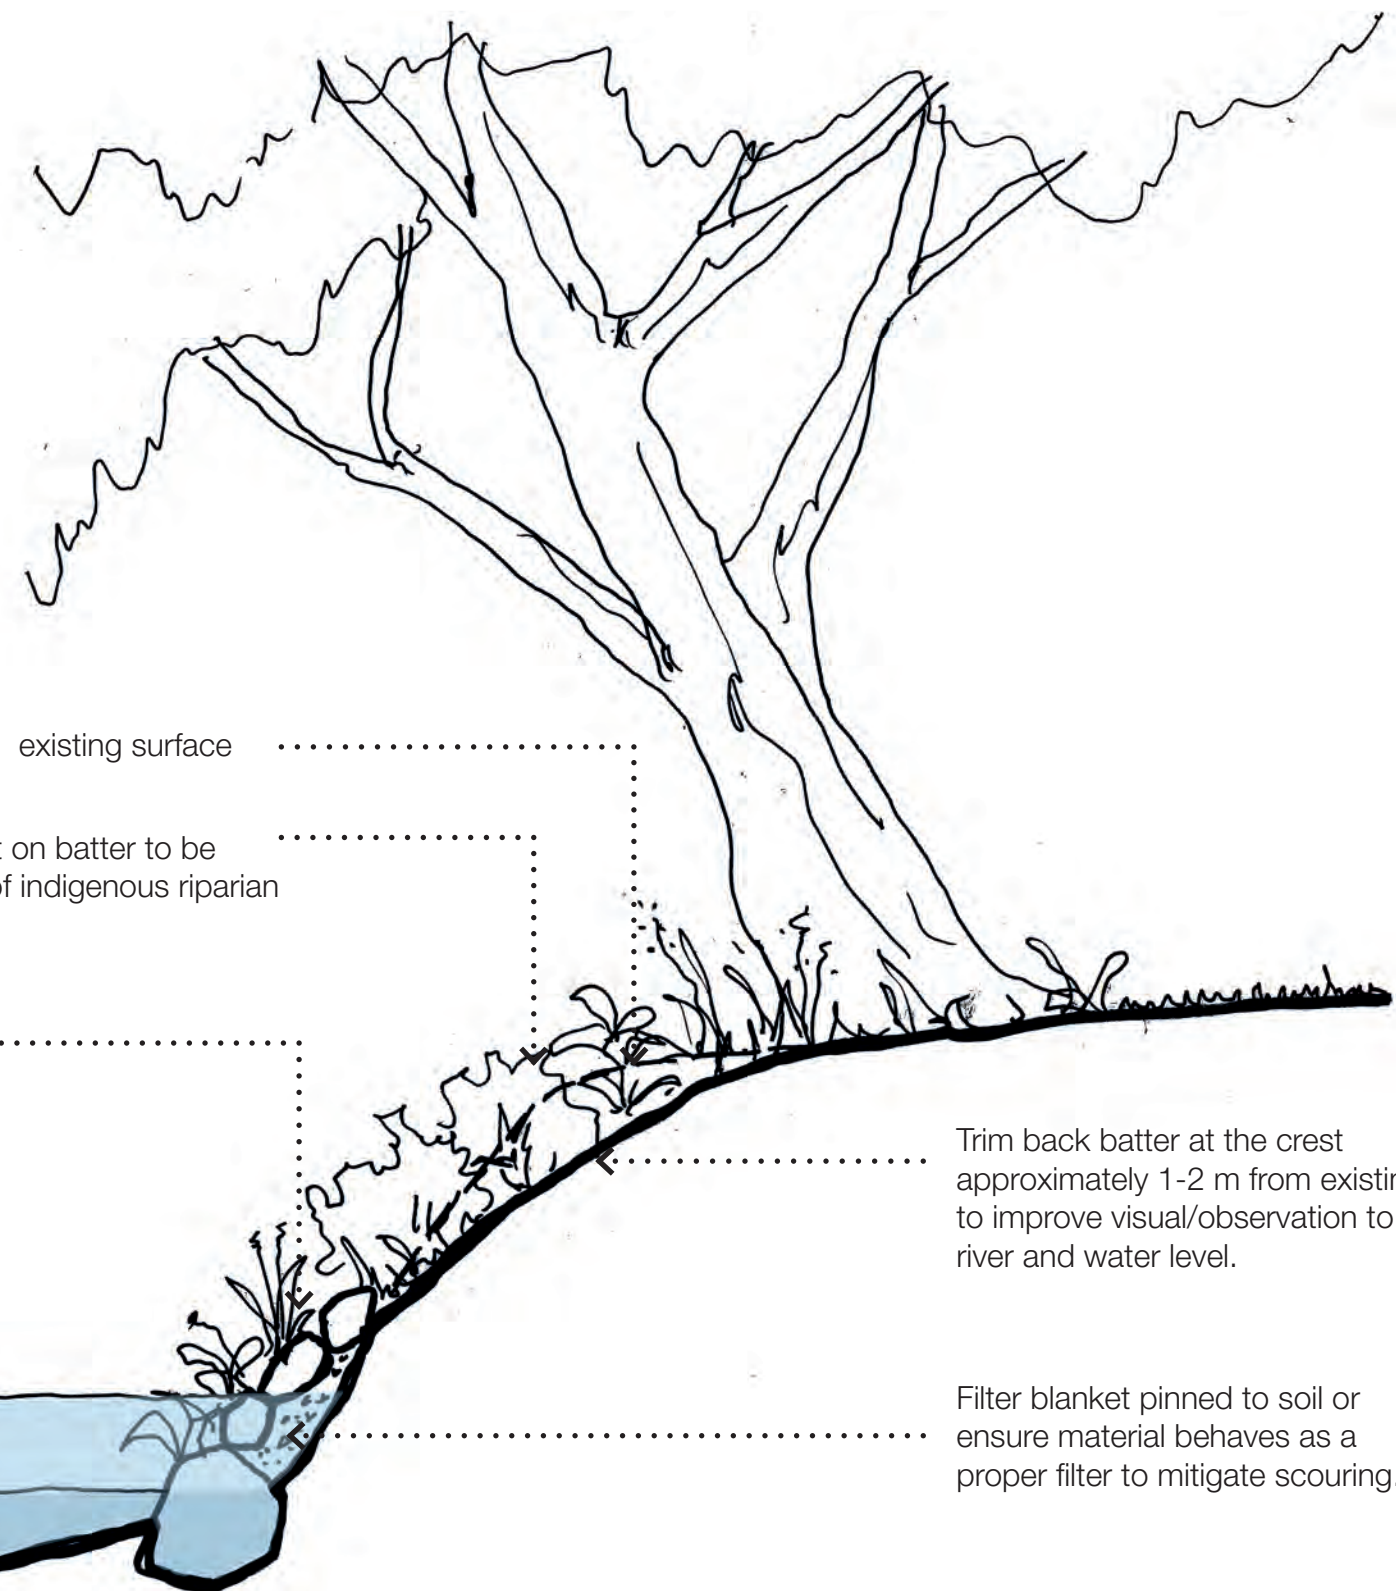 existing surface
on batter to be
of indigenous riparian
Trim back batter at the crest
approximately 1-2 m from
to improve visual/observation to
river and water level.
Filter blanket pinned to soil or
ensure material behaves as a
proper filter to mitigate scouring.